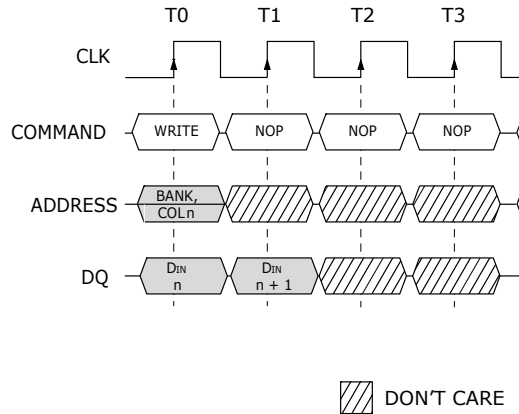 T0 T1 T2 T3
CLK
COMMAND WRITE NOP NOP NOP
ADDRESS BANK,
COLn
DQ DIN DIN
n n + 1
DON'T CARE